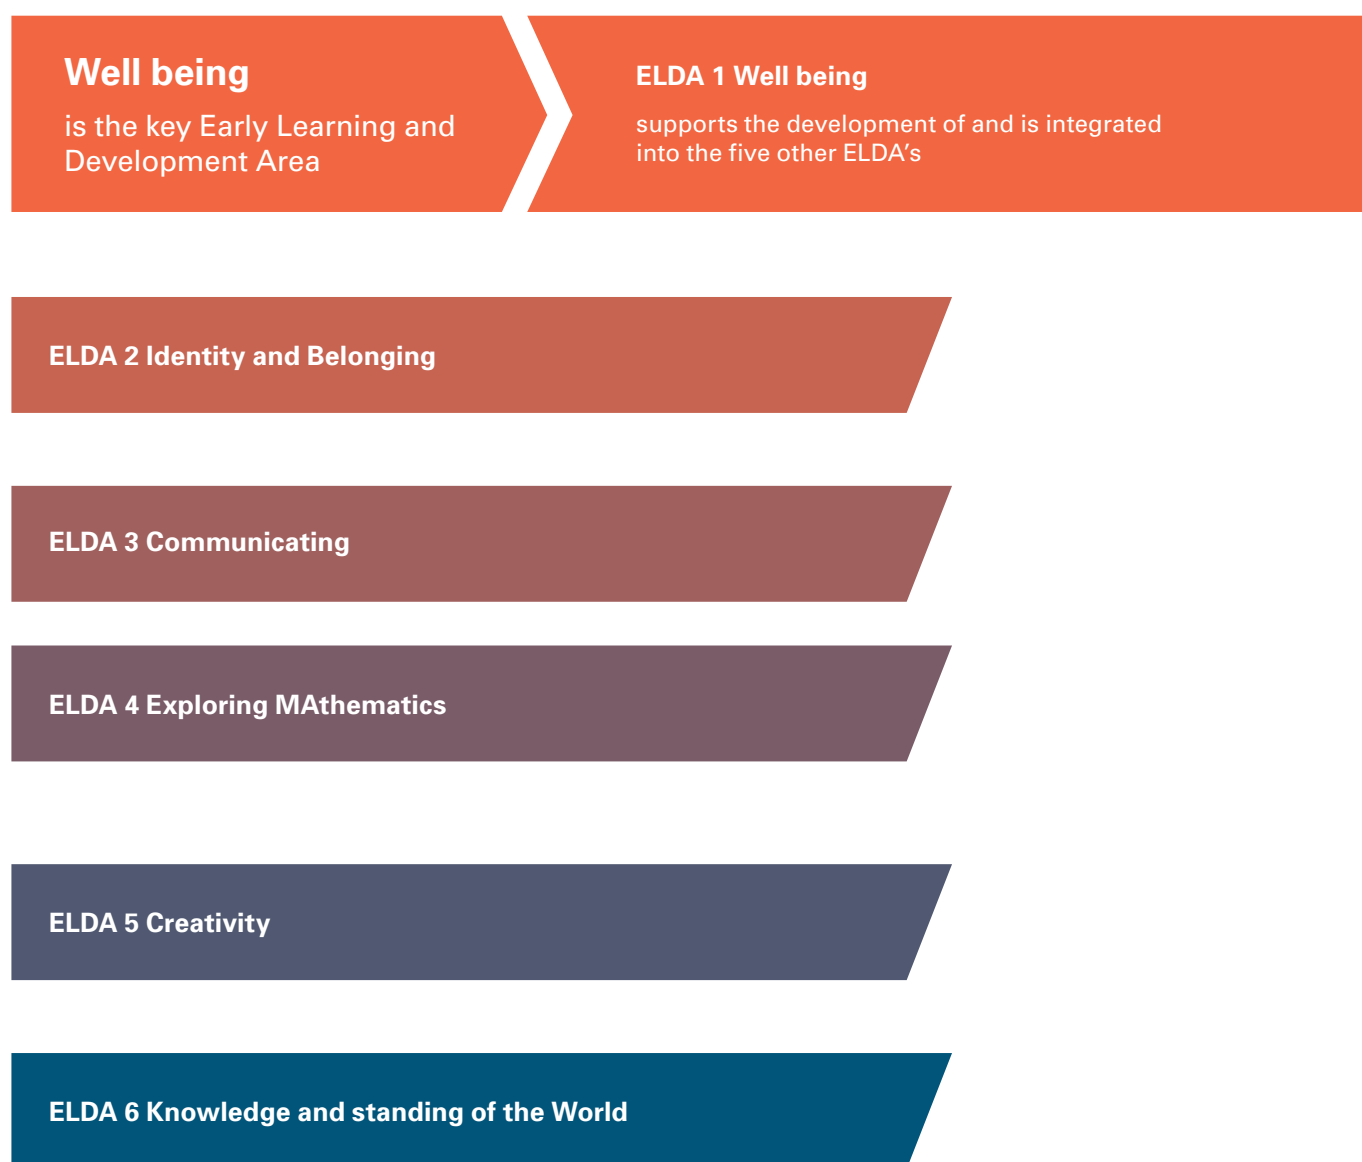 Well being
is the key Early Learning and
Development Area
ELDA 1 Well being
supports the development of and is integrated
into the five other ELDA’s
ELDA 2 Identity and Belonging
ELDA 3 Communicating
ELDA 4 Exploring MAthematics
ELDA 5 Creativity
ELDA 6 Knowledge and standing of the World